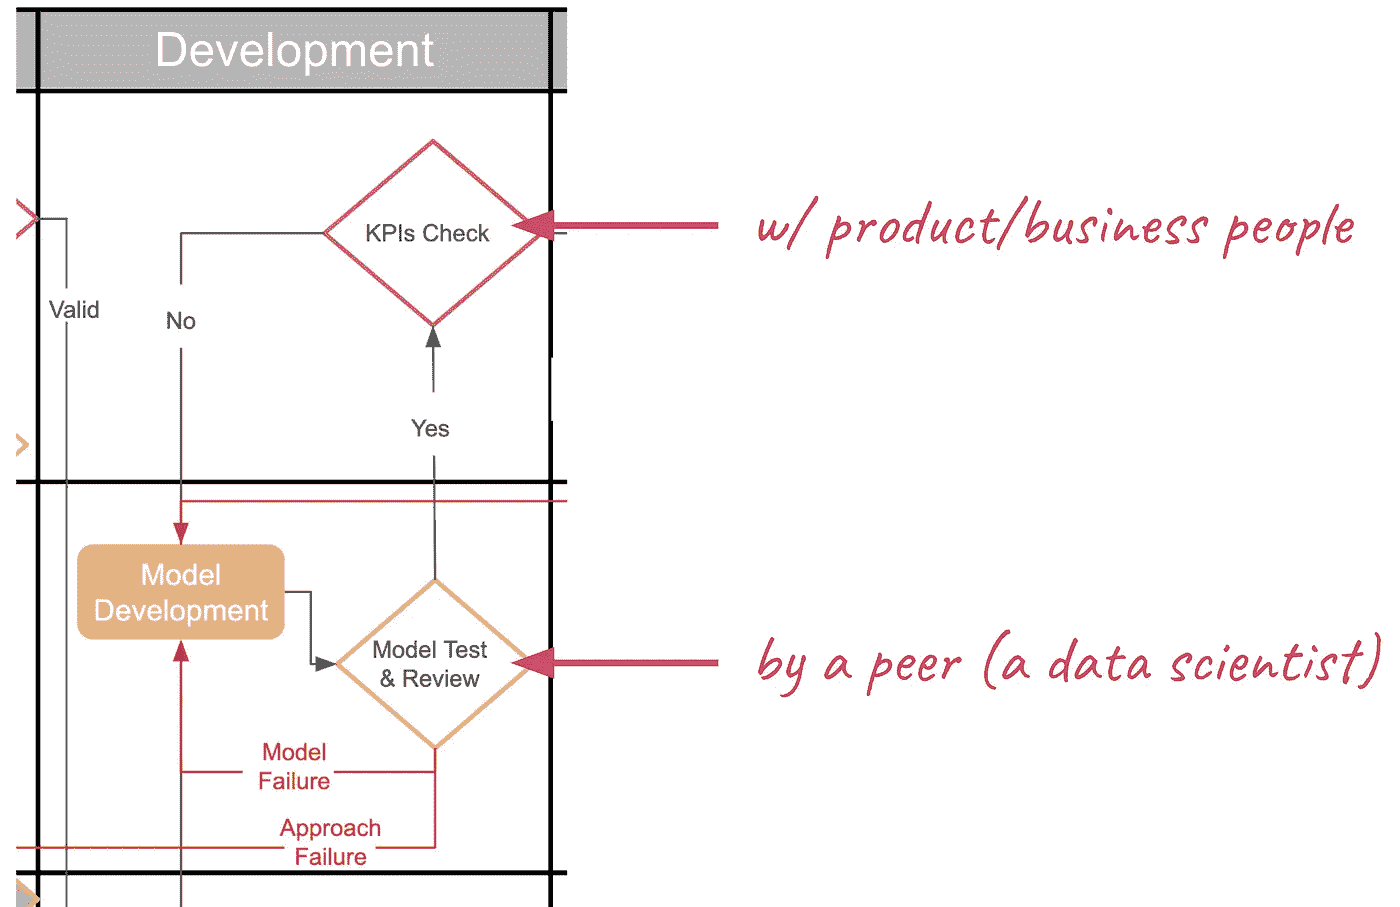 Development
KPIs Check
w/ product/business people
Valid
No
Yes
Model
Development
Model Test
& Review
by a peer (a data scientist)
Model
Failure
Approach
Failure